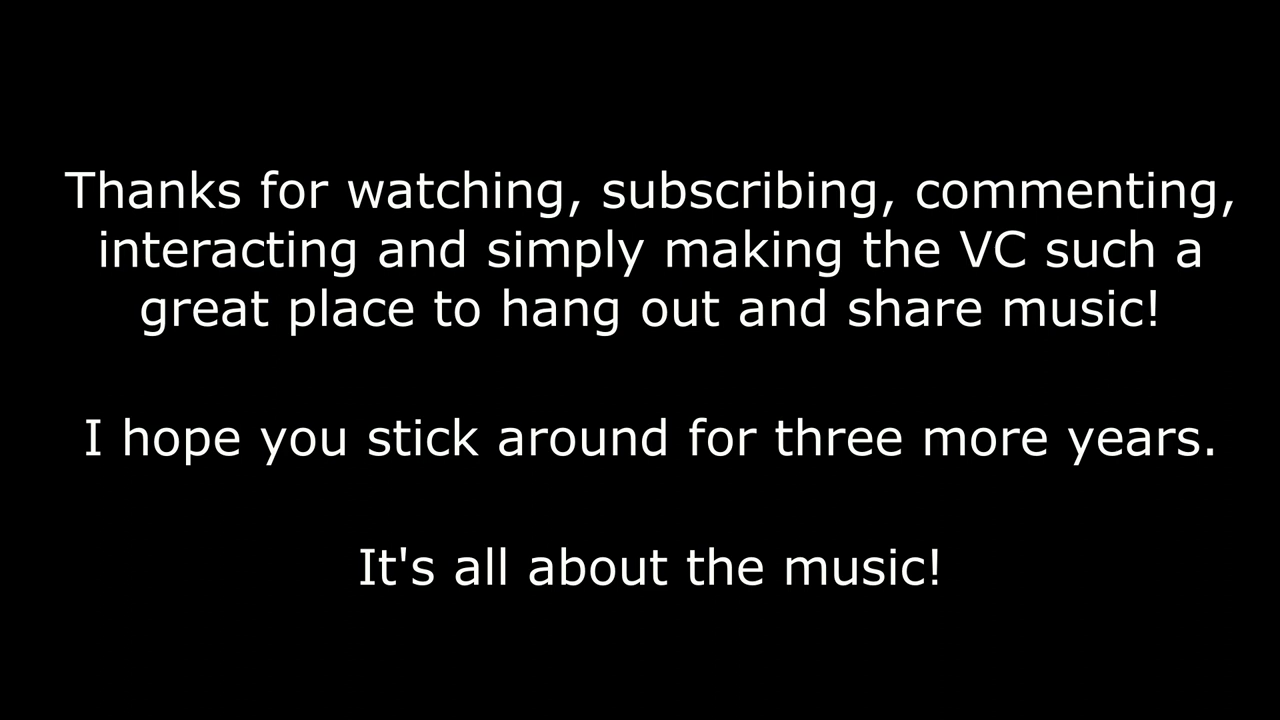 Thanks for watching, subscribing, commenting,
interacting and simply making the VC such a
great place to hang out and share music!
I hope you stick around for three more years.
It's all about the music!